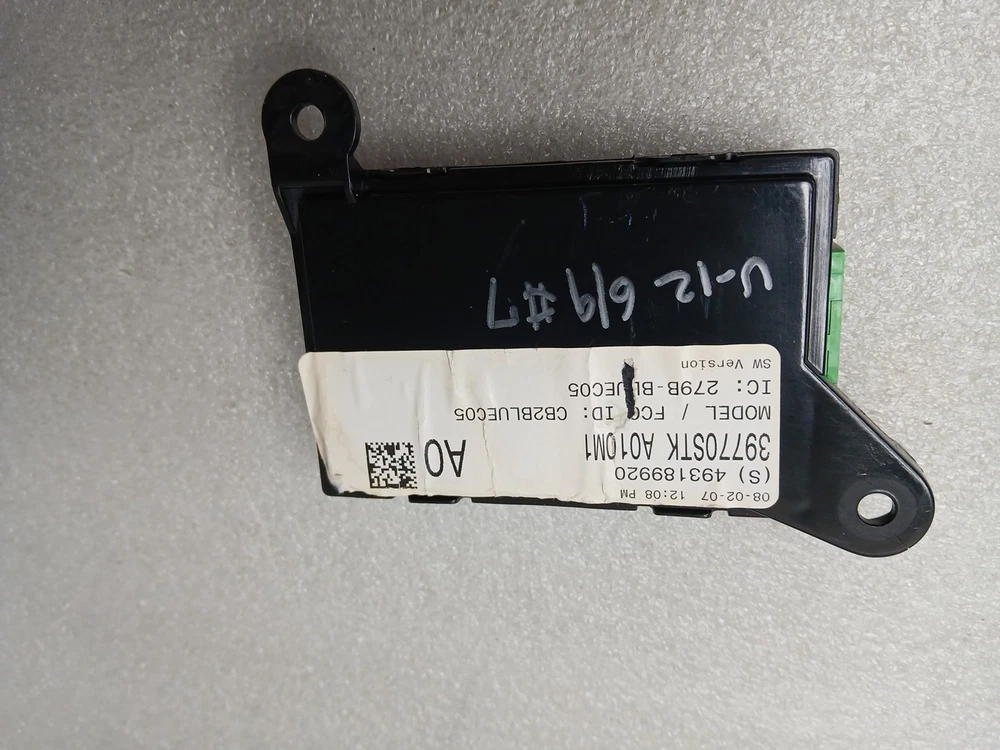 08-02-07 12:08 PM
(S) 493189920
39770STK A010M1
MODEL / FCC ID: CB2BLUEC05
IC: 279B-BLUEC05
SW Version
A0
U-12 6/9 #7